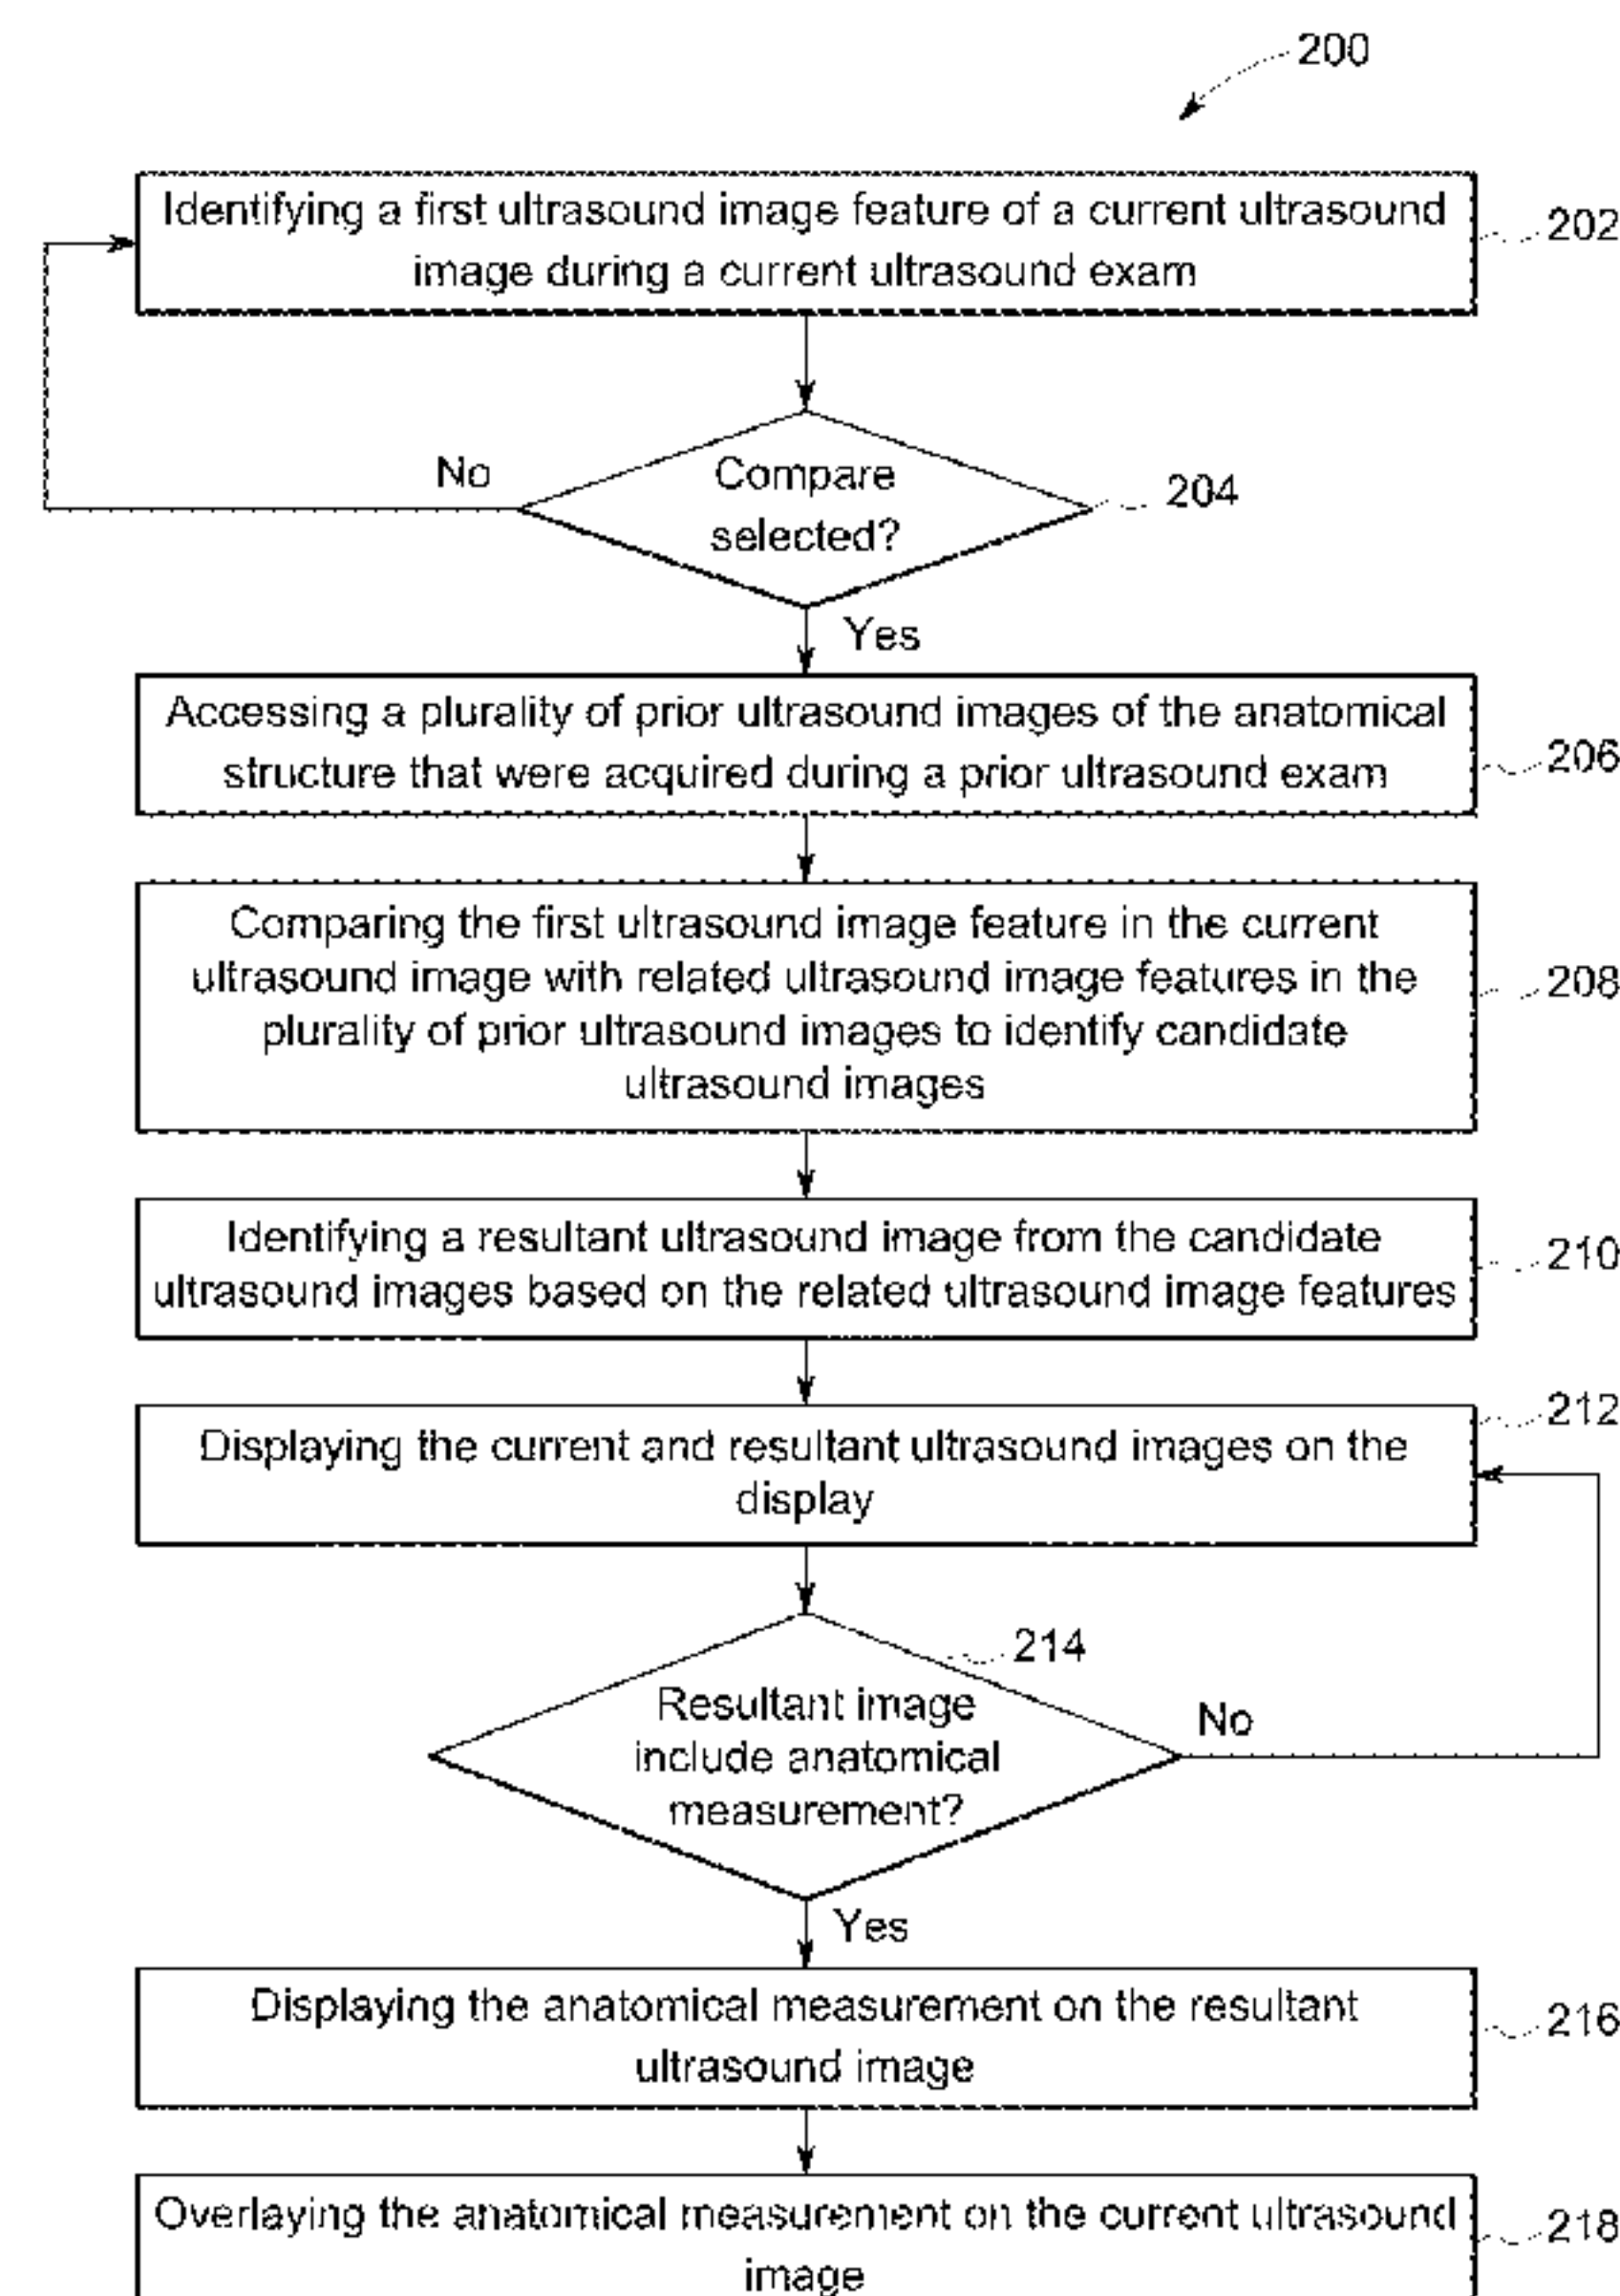 200
Identifying a first ultrasound image feature of a current ultrasound
image during a current ultrasound exam
202
Compare
selected?
204
No
Yes
Accessing a plurality of prior ultrasound images of the anatomical
structure that were acquired during a prior ultrasound exam
206
Comparing the first ultrasound image feature in the current
ultrasound image with related ultrasound image features in the
plurality of prior ultrasound images to identify candidate
ultrasound images
208
Identifying a resultant ultrasound image from the candidate
ultrasound images based on the related ultrasound image features
210
Displaying the current and resultant ultrasound images on the
display
212
Resultant image
include anatomical
measurement?
214
No
Yes
Displaying the anatomical measurement on the resultant
ultrasound image
216
Overlaying the anatomical measurement on the current ultrasound
image
218